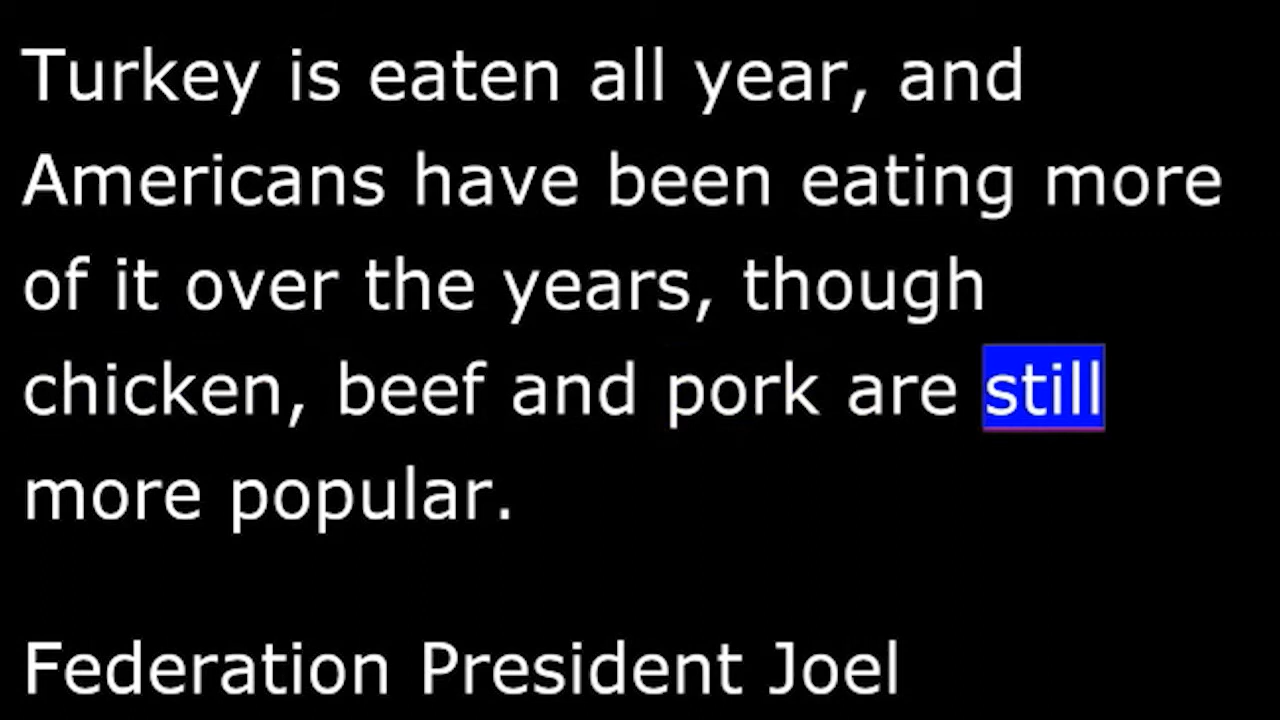 Turkey is eaten all year, and
Americans have been eating more
of it over the years, though
chicken, beef and pork are still
more popular.
Federation President Joel